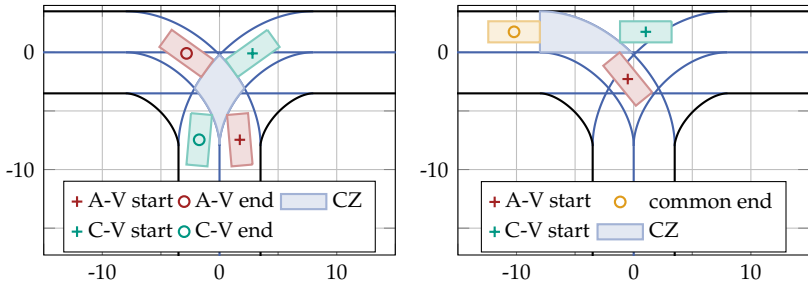 0
-10
A-V start A-V end CZ
C-V start C-V end
-10 0 10
0
-10
A-V start common end
C-V start CZ
-10 0 10